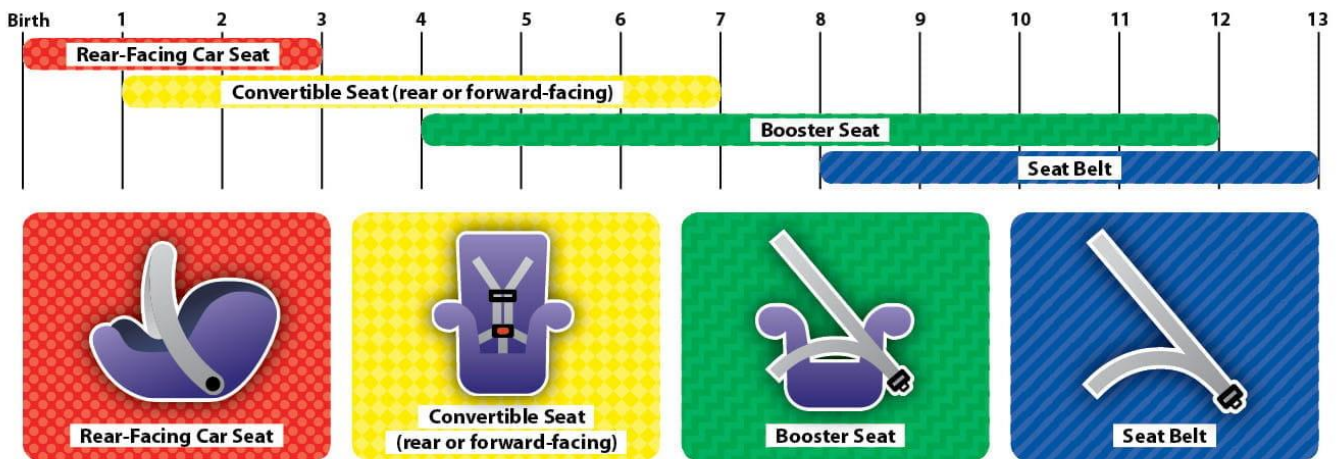 Birth 1 2 3 4 5 6 7 8 9 10 11 12 13
Rear-Facing Car Seat
Convertible Seat (rear or forward-facing)
Booster Seat
Seat Belt
Rear-Facing Car Seat
Convertible Seat
(rear or forward-facing)
Booster Seat
Seat Belt